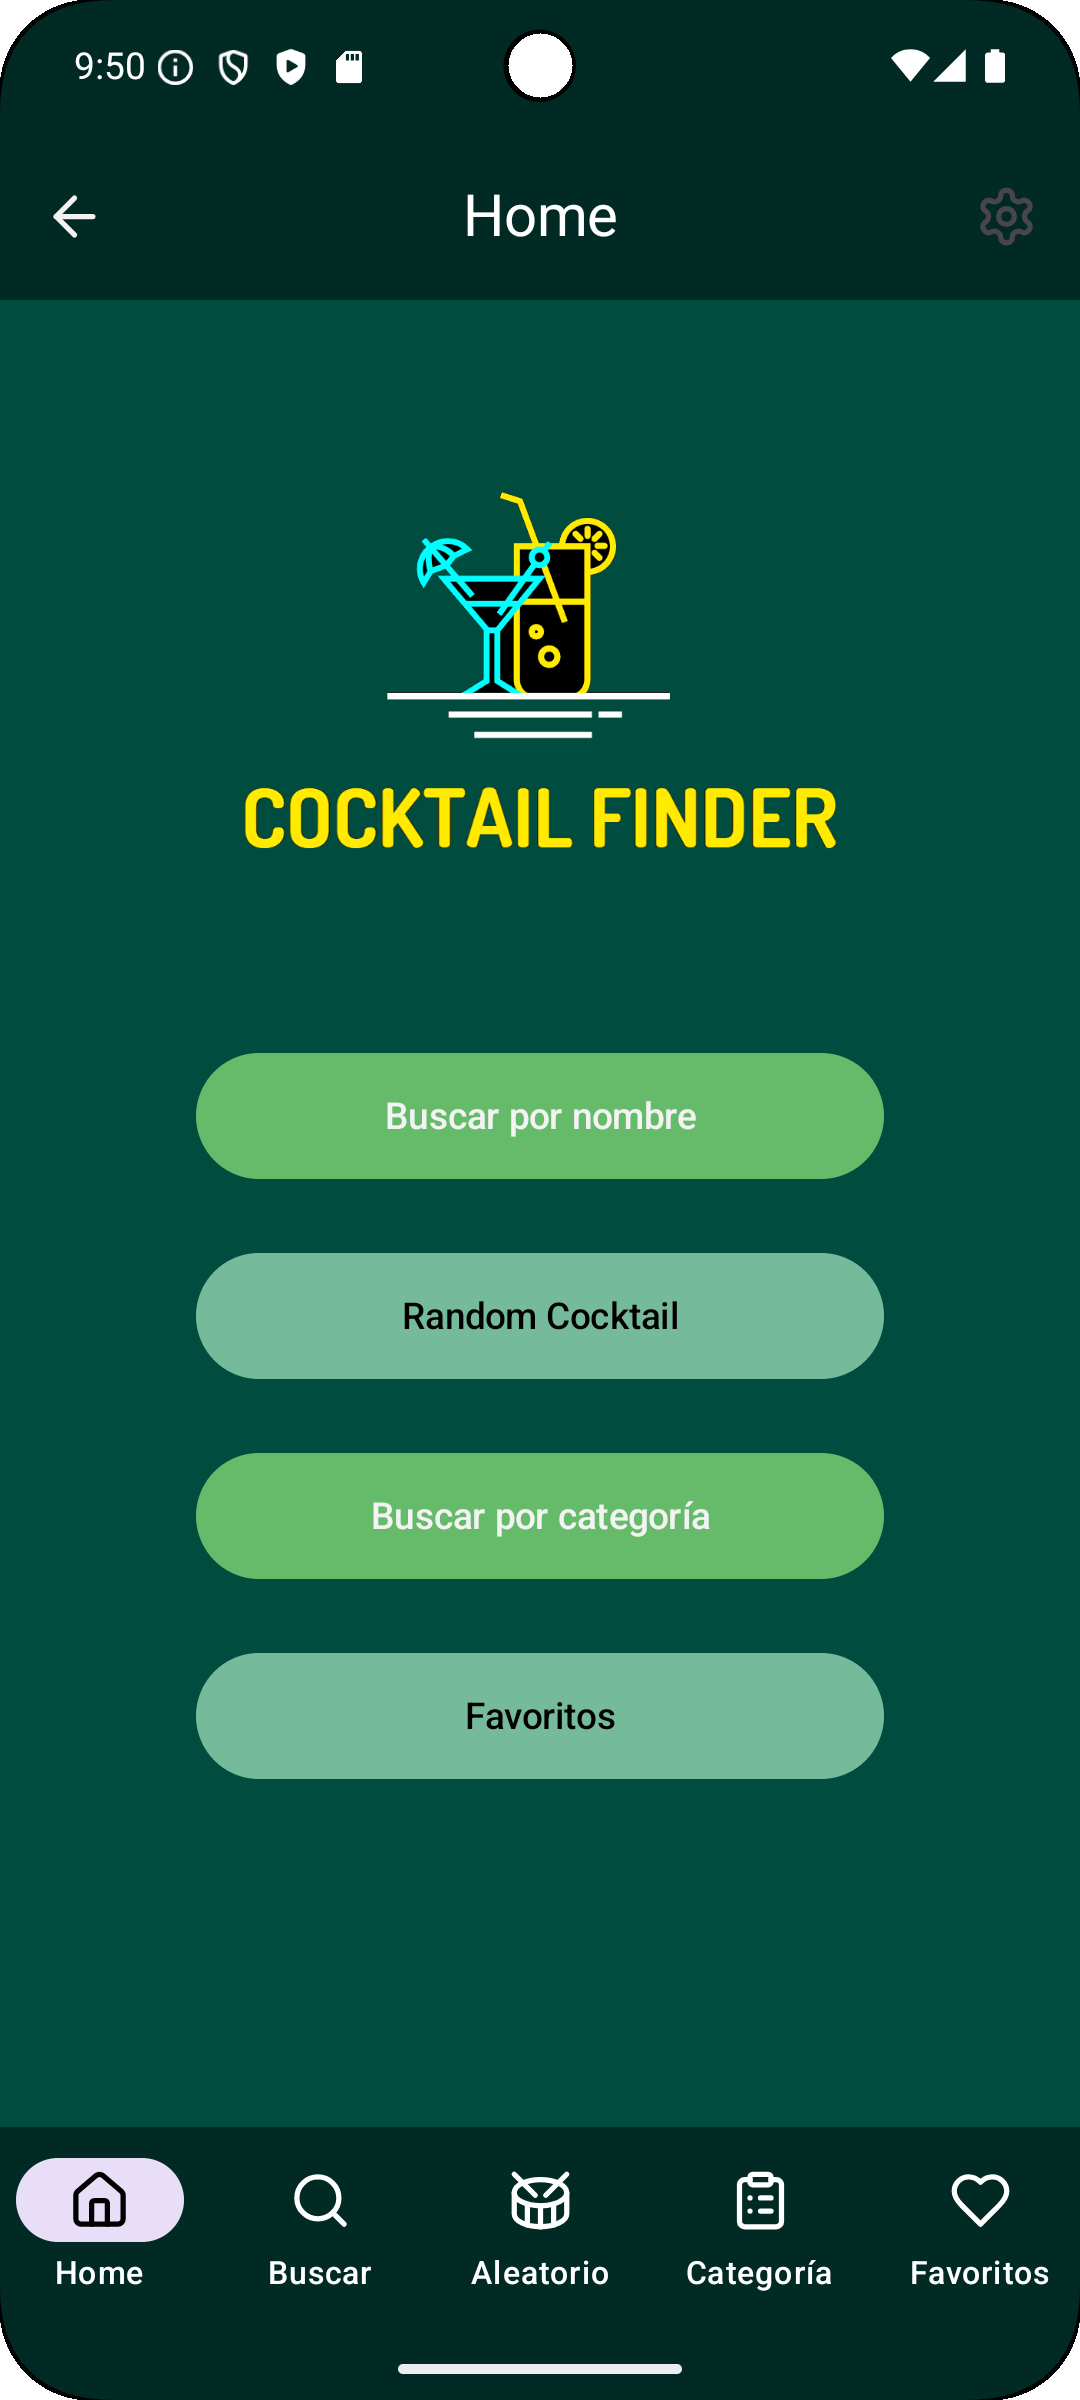 9:50
Home
COCKTAIL FINDER
Buscar por nombre
Random Cocktail
Buscar por categoría
Favoritos
Home
Buscar
Aleatorio
Categoría
Favoritos